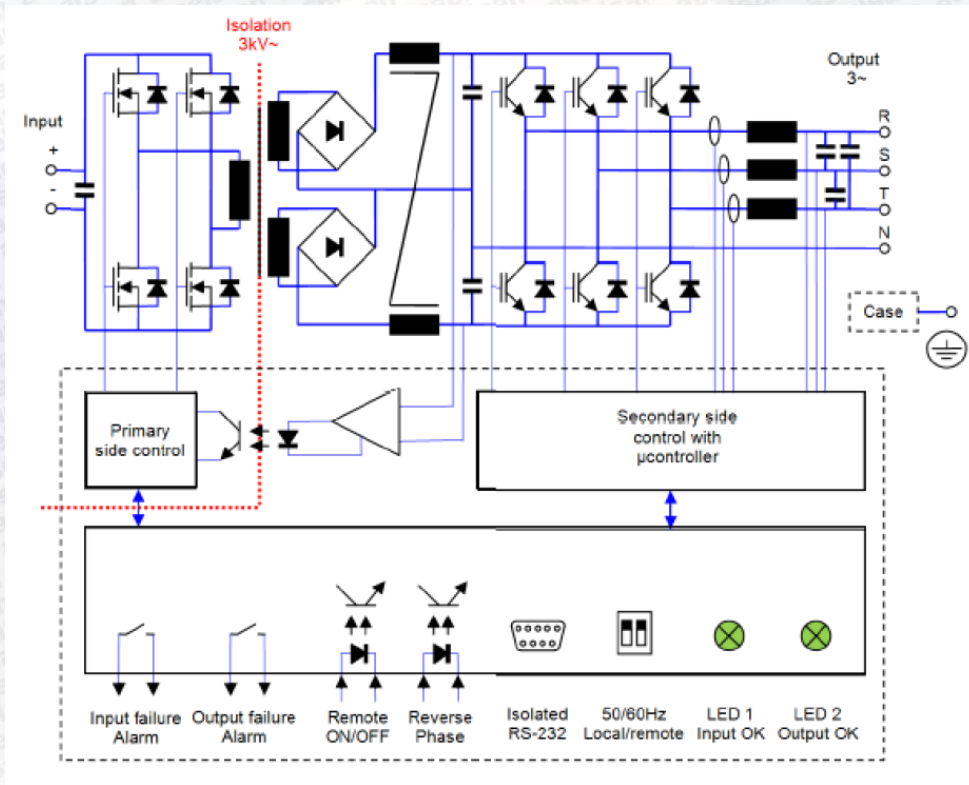 Isolation
3kV~
Output
3~
Input
+
-
R
S
T
N
Case
Primary
side control
Secondary side
control with
µcontroller
Input failure
Alarm
Output failure
Alarm
Remote
ON/OFF
Reverse
Phase
Isolated
RS-232
50/60Hz
Local/remote
LED 1
Input OK
LED 2
Output OK